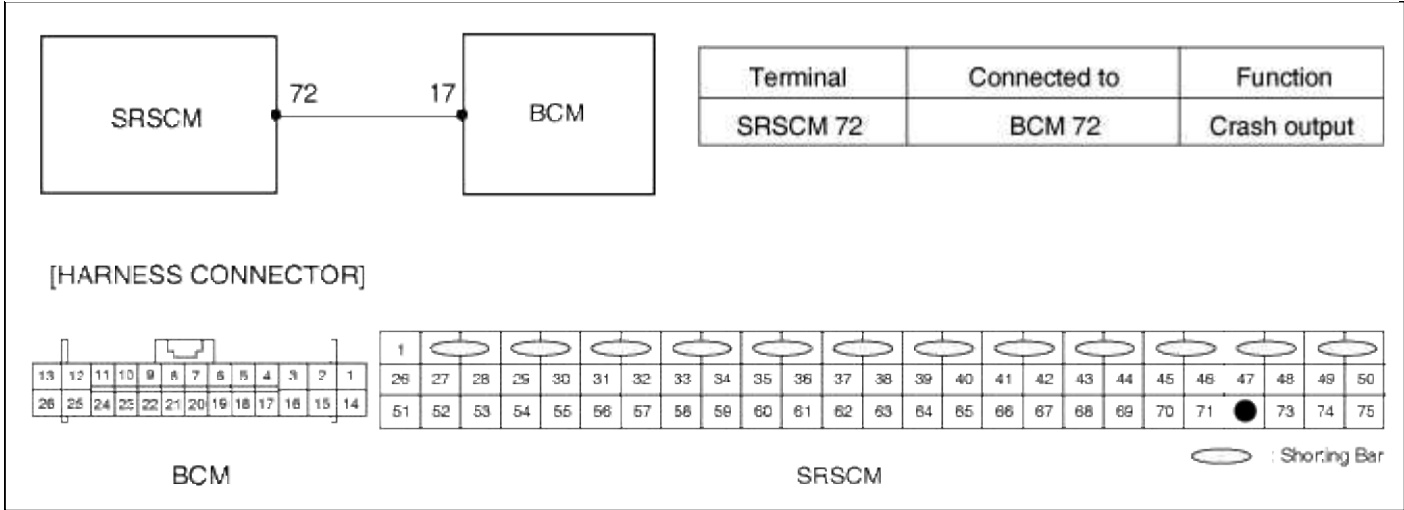 SRSCM
72
17
BCM
Terminal Connected to Function
SRSCM 72 BCM 72 Crash output
[HARNESS CONNECTOR]
13 12 11 10 9 8 7 6 5 4 3 2 1
26 25 24 23 22 21 20 19 18 17 16 15 14
BCM
1
26 27 28 29 30 31 32 33 34 35 36 37 38 39 40 41 42 43 44 45 46 47 48 49 50
51 52 53 54 55 56 57 58 59 60 61 62 63 64 65 66 67 68 69 70 71 73 74 75
: Shorting Bar
SRSCM